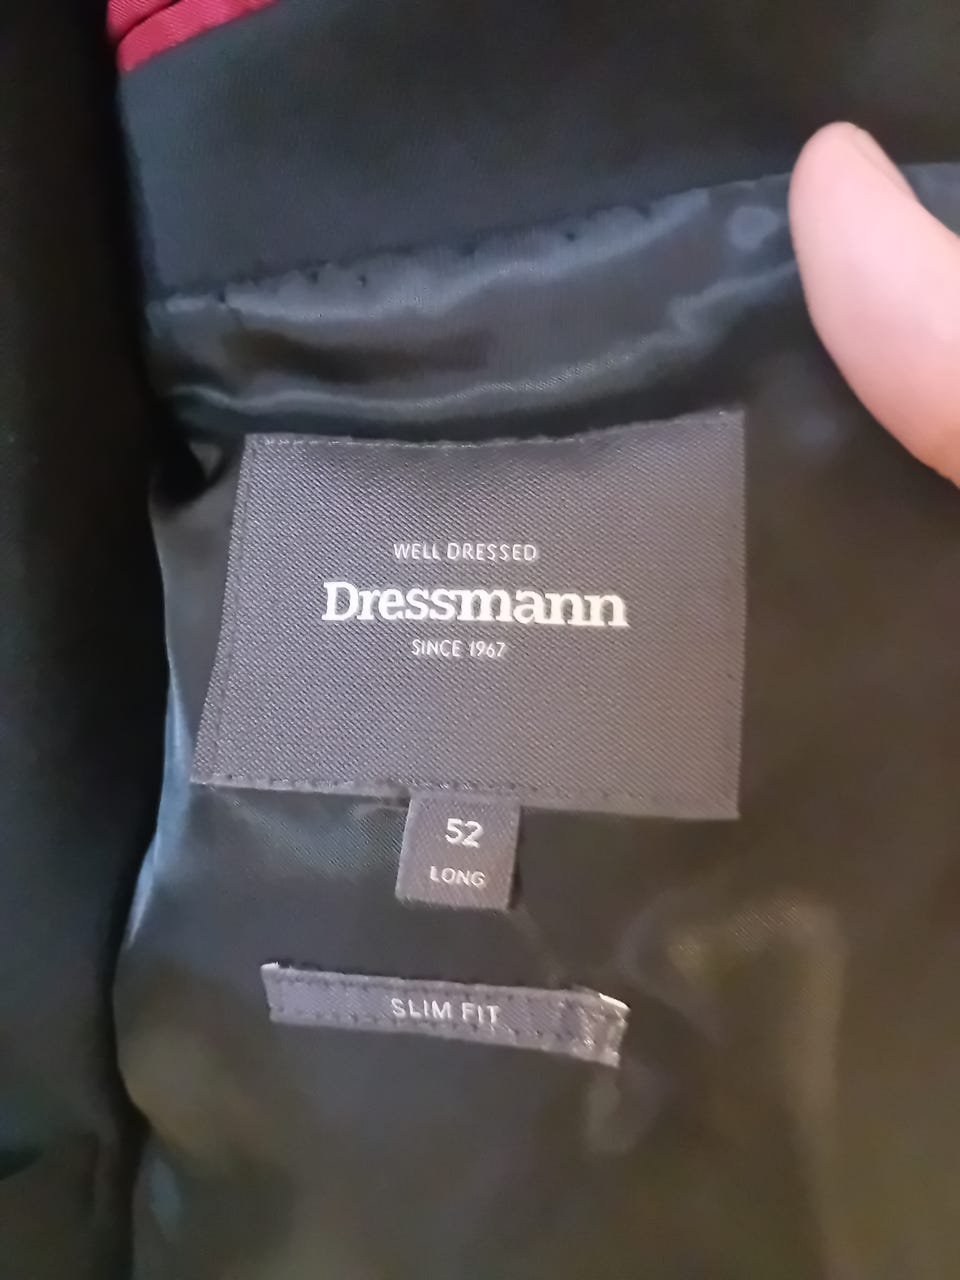 WELL DRESSED
Dressmann
SINCE 1967
52
LONG
SLIM FIT